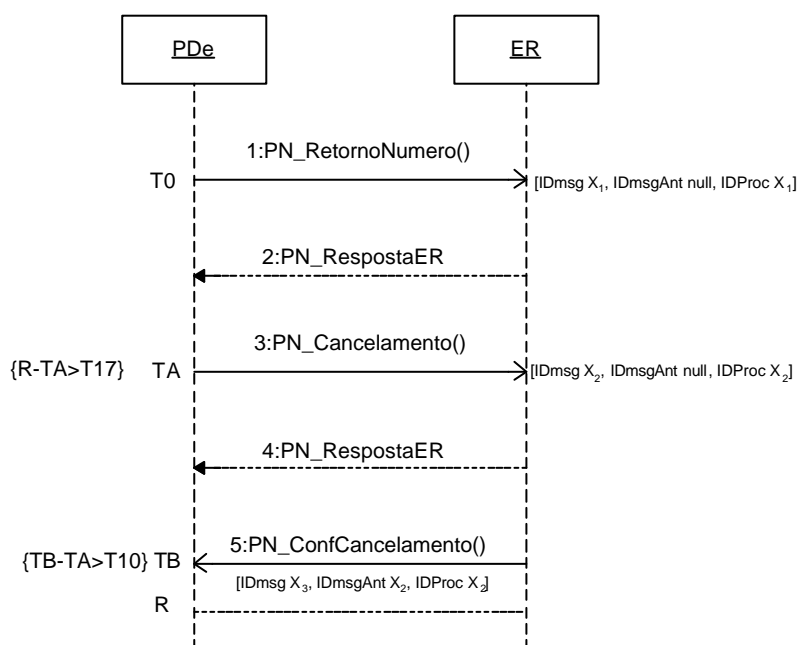 PDe
ER
1:PN_RetornoNumero()
T0
[IDmsg X1, IDmsgAnt null, IDProc X1]
2:PN_RespostaER
3:PN_Cancelamento()
{R-TA>T17} TA
[IDmsg X2, IDmsgAnt null, IDProc X2]
4:PN_RespostaER
5:PN_ConfCancelamento()
{TB-TA>T10} TB
[IDmsg X3, IDmsgAnt X2, IDProc X2]
R